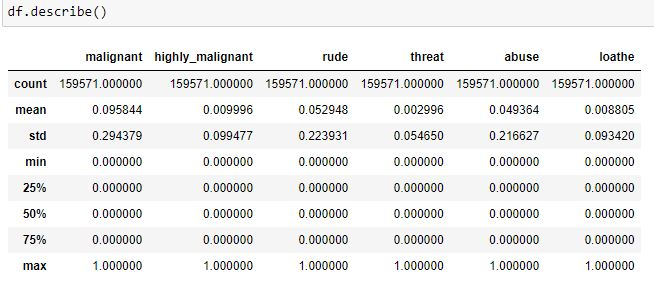 df.describe()
malignant highly_malignant rude threat abuse loathe
count 159571.000000 159571.000000 159571.000000 159571.000000 159571.000000 159571.000000
mean 0.095844 0.009996 0.052948 0.002996 0.049364 0.008805
std 0.294379 0.099477 0.223931 0.054650 0.216627 0.093420
min 0.000000 0.000000 0.000000 0.000000 0.000000 0.000000
25% 0.000000 0.000000 0.000000 0.000000 0.000000 0.000000
50% 0.000000 0.000000 0.000000 0.000000 0.000000 0.000000
75% 0.000000 0.000000 0.000000 0.000000 0.000000 0.000000
max 1.000000 1.000000 1.000000 1.000000 1.000000 1.000000